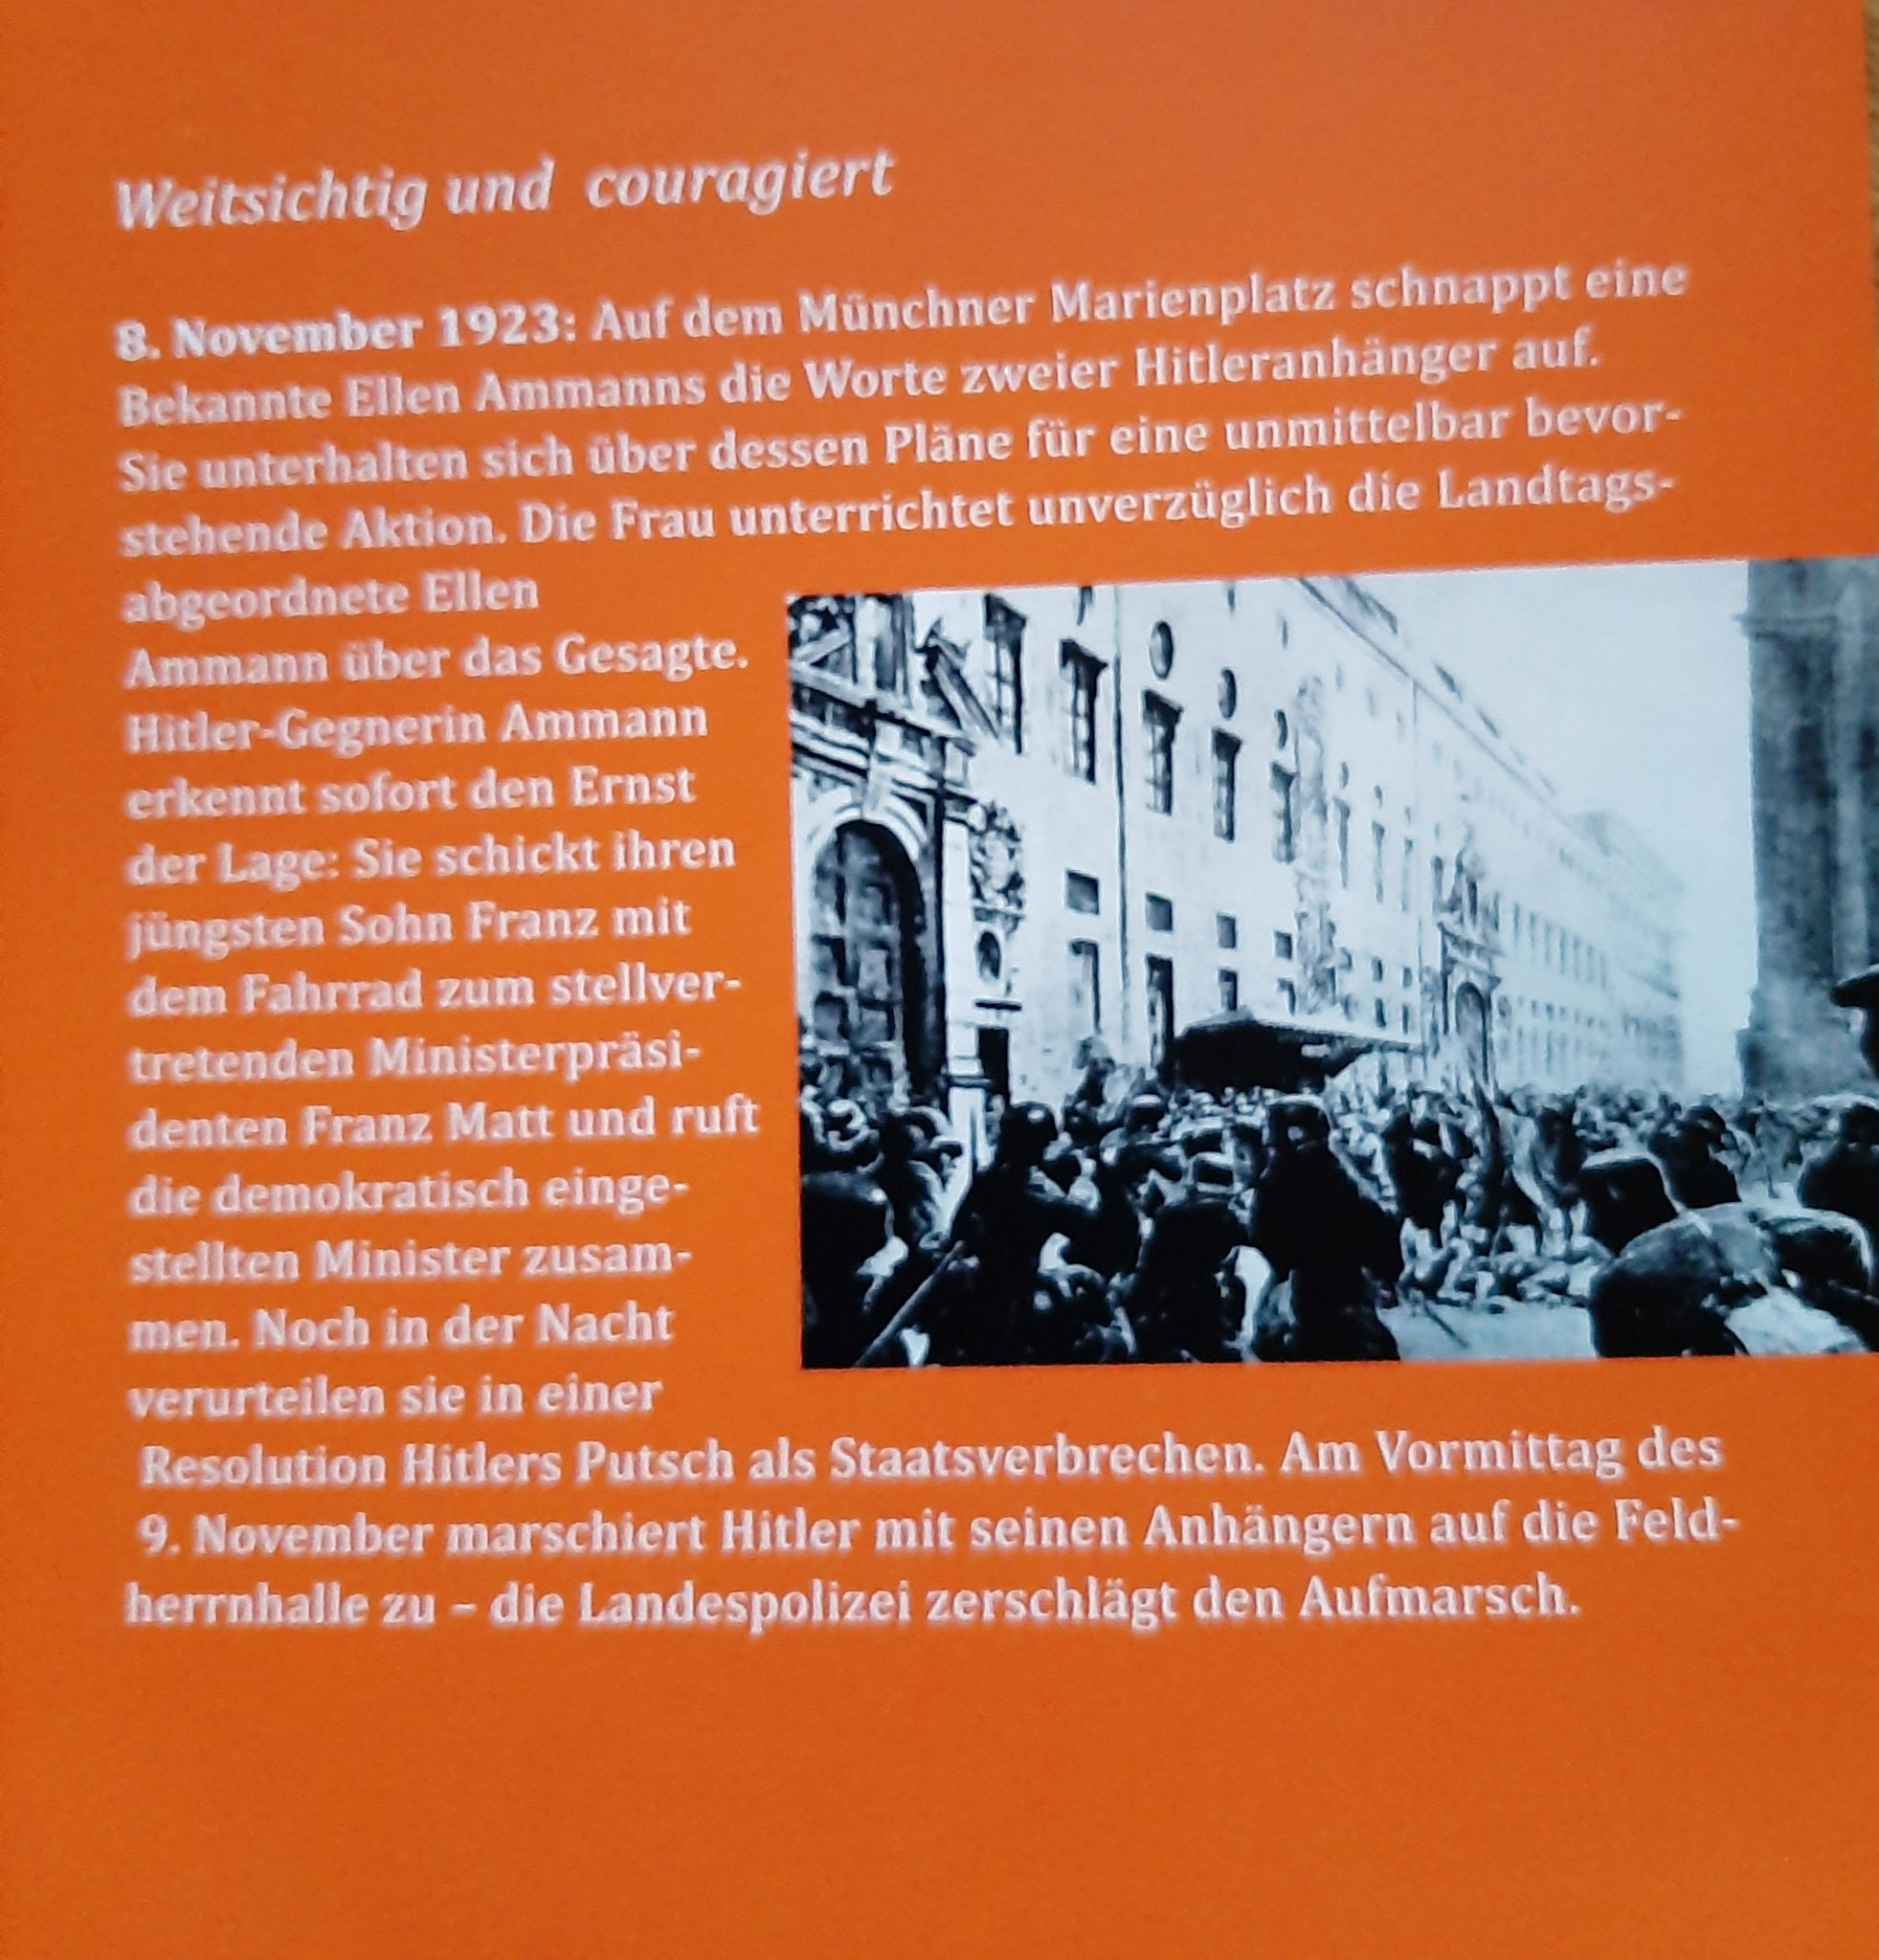 Weitsichtig und couragiert
8. November 1923: Auf dem Münchner Marienplatz schnappt eine
Bekannte Ellen Ammanns die Worte zweier Hitleranhänger auf.
Sie unterhalten sich über dessen Pläne für eine unmittelbar bevor-
stehende Aktion. Die Frau unterrichtet unverzüglich die Landtags-
abgeordnete Ellen
Ammann über das Gesagte.
Hitler-Gegnerin Ammann
erkennt sofort den Ernst
der Lage: Sie schickt ihren
jüngsten Sohn Franz mit
dem Fahrrad zum stellver-
tretenden Ministerpräsi-
denten Franz Matt und ruft
die demokratisch einge-
stellten Minister zusam-
men. Noch in der Nacht
verurteilen sie in einer
Resolution Hitlers Putsch als Staatsverbrechen. Am Vormittag des
9. November marschiert Hitler mit seinen Anhängern auf die Feld-
herrnhalle zu – die Landespolizei zerschlägt den Aufmarsch.